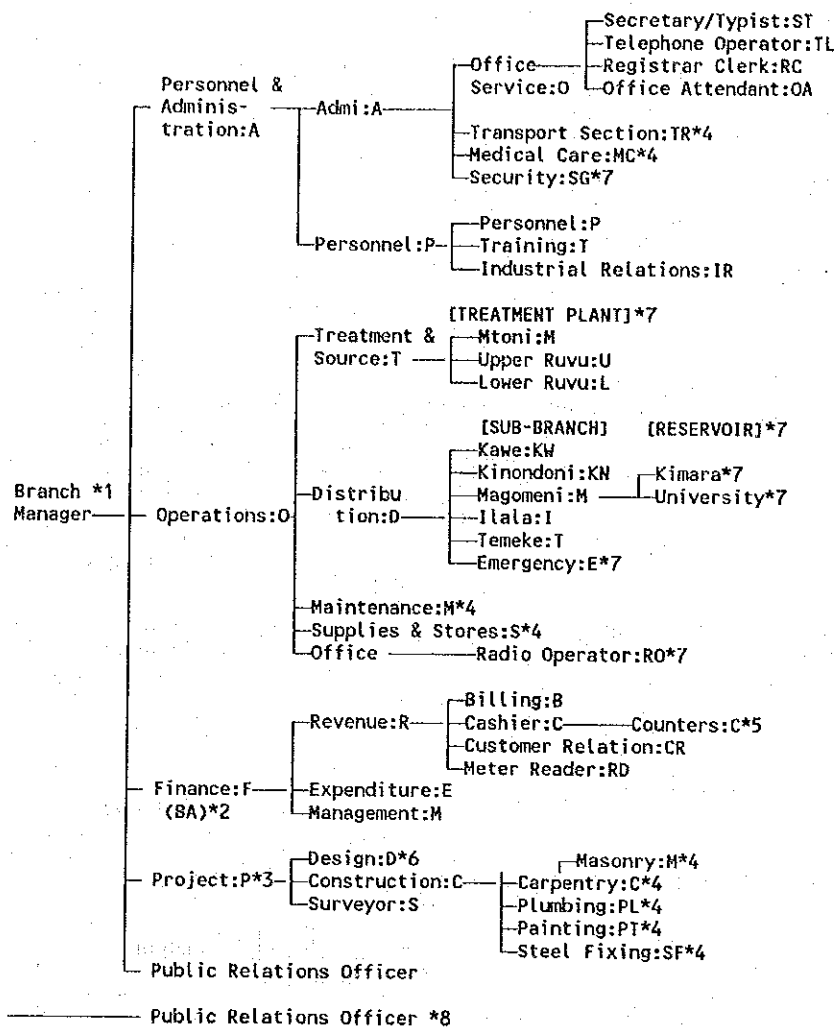 Secretary/Typist:ST
Telephone Operator:TL
Office Registrar Clerk:RC
Personnel & Service:O Office Attendant:OA
Adminis- Admi:A
tration:A Transport Section:TR*4
Medical Care:MC*4
Security:SG*7
Personnel:P
Personnel:P Training:T
Industrial Relations:IR
[TREATMENT PLANT]*7
Treatment & Mtoni:M
Source:T Upper Ruvu:U
Lower Ruvu:L
[SUB-BRANCH] [RESERVOIR]*7
Kawe:KW
Kinondoni:KN Kimara*7
Branch *1 Distribu Magomeni:M University*7
Manager Operations:O tion:D Ilala:I
Temeke:T
Emergency:E*7
Maintenance:M*4
Supplies & Stores:S*4
Office Radio Operator:RO*7
Billing:B
Revenue:R Cashier:C Counters:C*5
Customer Relation:CR
Meter Reader:RD
Finance:F Expenditure:E
(BA)*2 Management:M
Design:D*6 Masonry:M*4
Project:P*3 Construction:C Carpentry:C*4
Surveyor:S Plumbing:PL*4
Painting:PT*4
Steel Fixing:SF*4
Public Relations Officer
Public Relations Officer *8